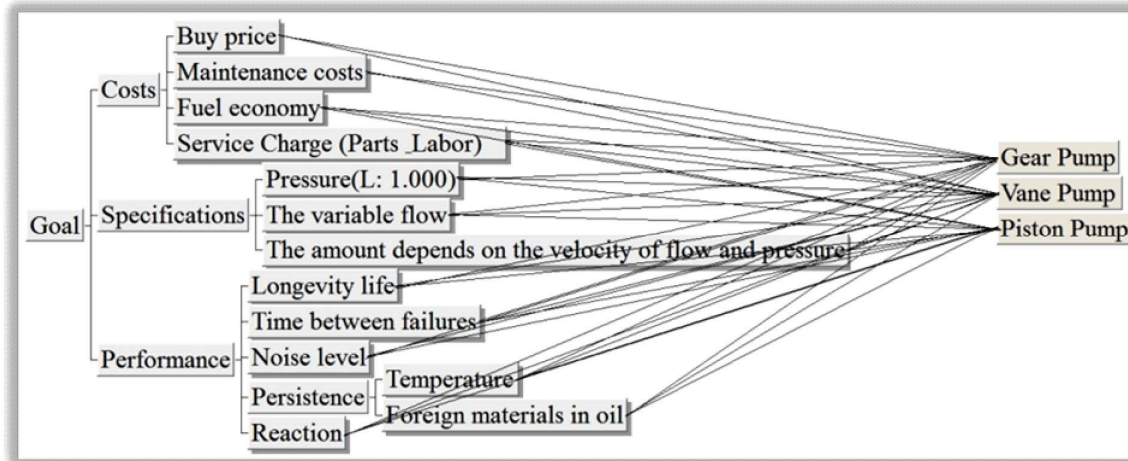 Buy price
Maintenance costs
Costs
Fuel economy
Service Charge (Parts _Labor)
Gear Pump
Pressure(L: 1.000)
Vane Pump
Goal
Specifications
The variable flow
Piston Pump
The amount depends on the velocity of flow and pressure
Longevity life
Time between failures
Performance
Noise level
Temperature
Persistence
Foreign materials in oil
Reaction